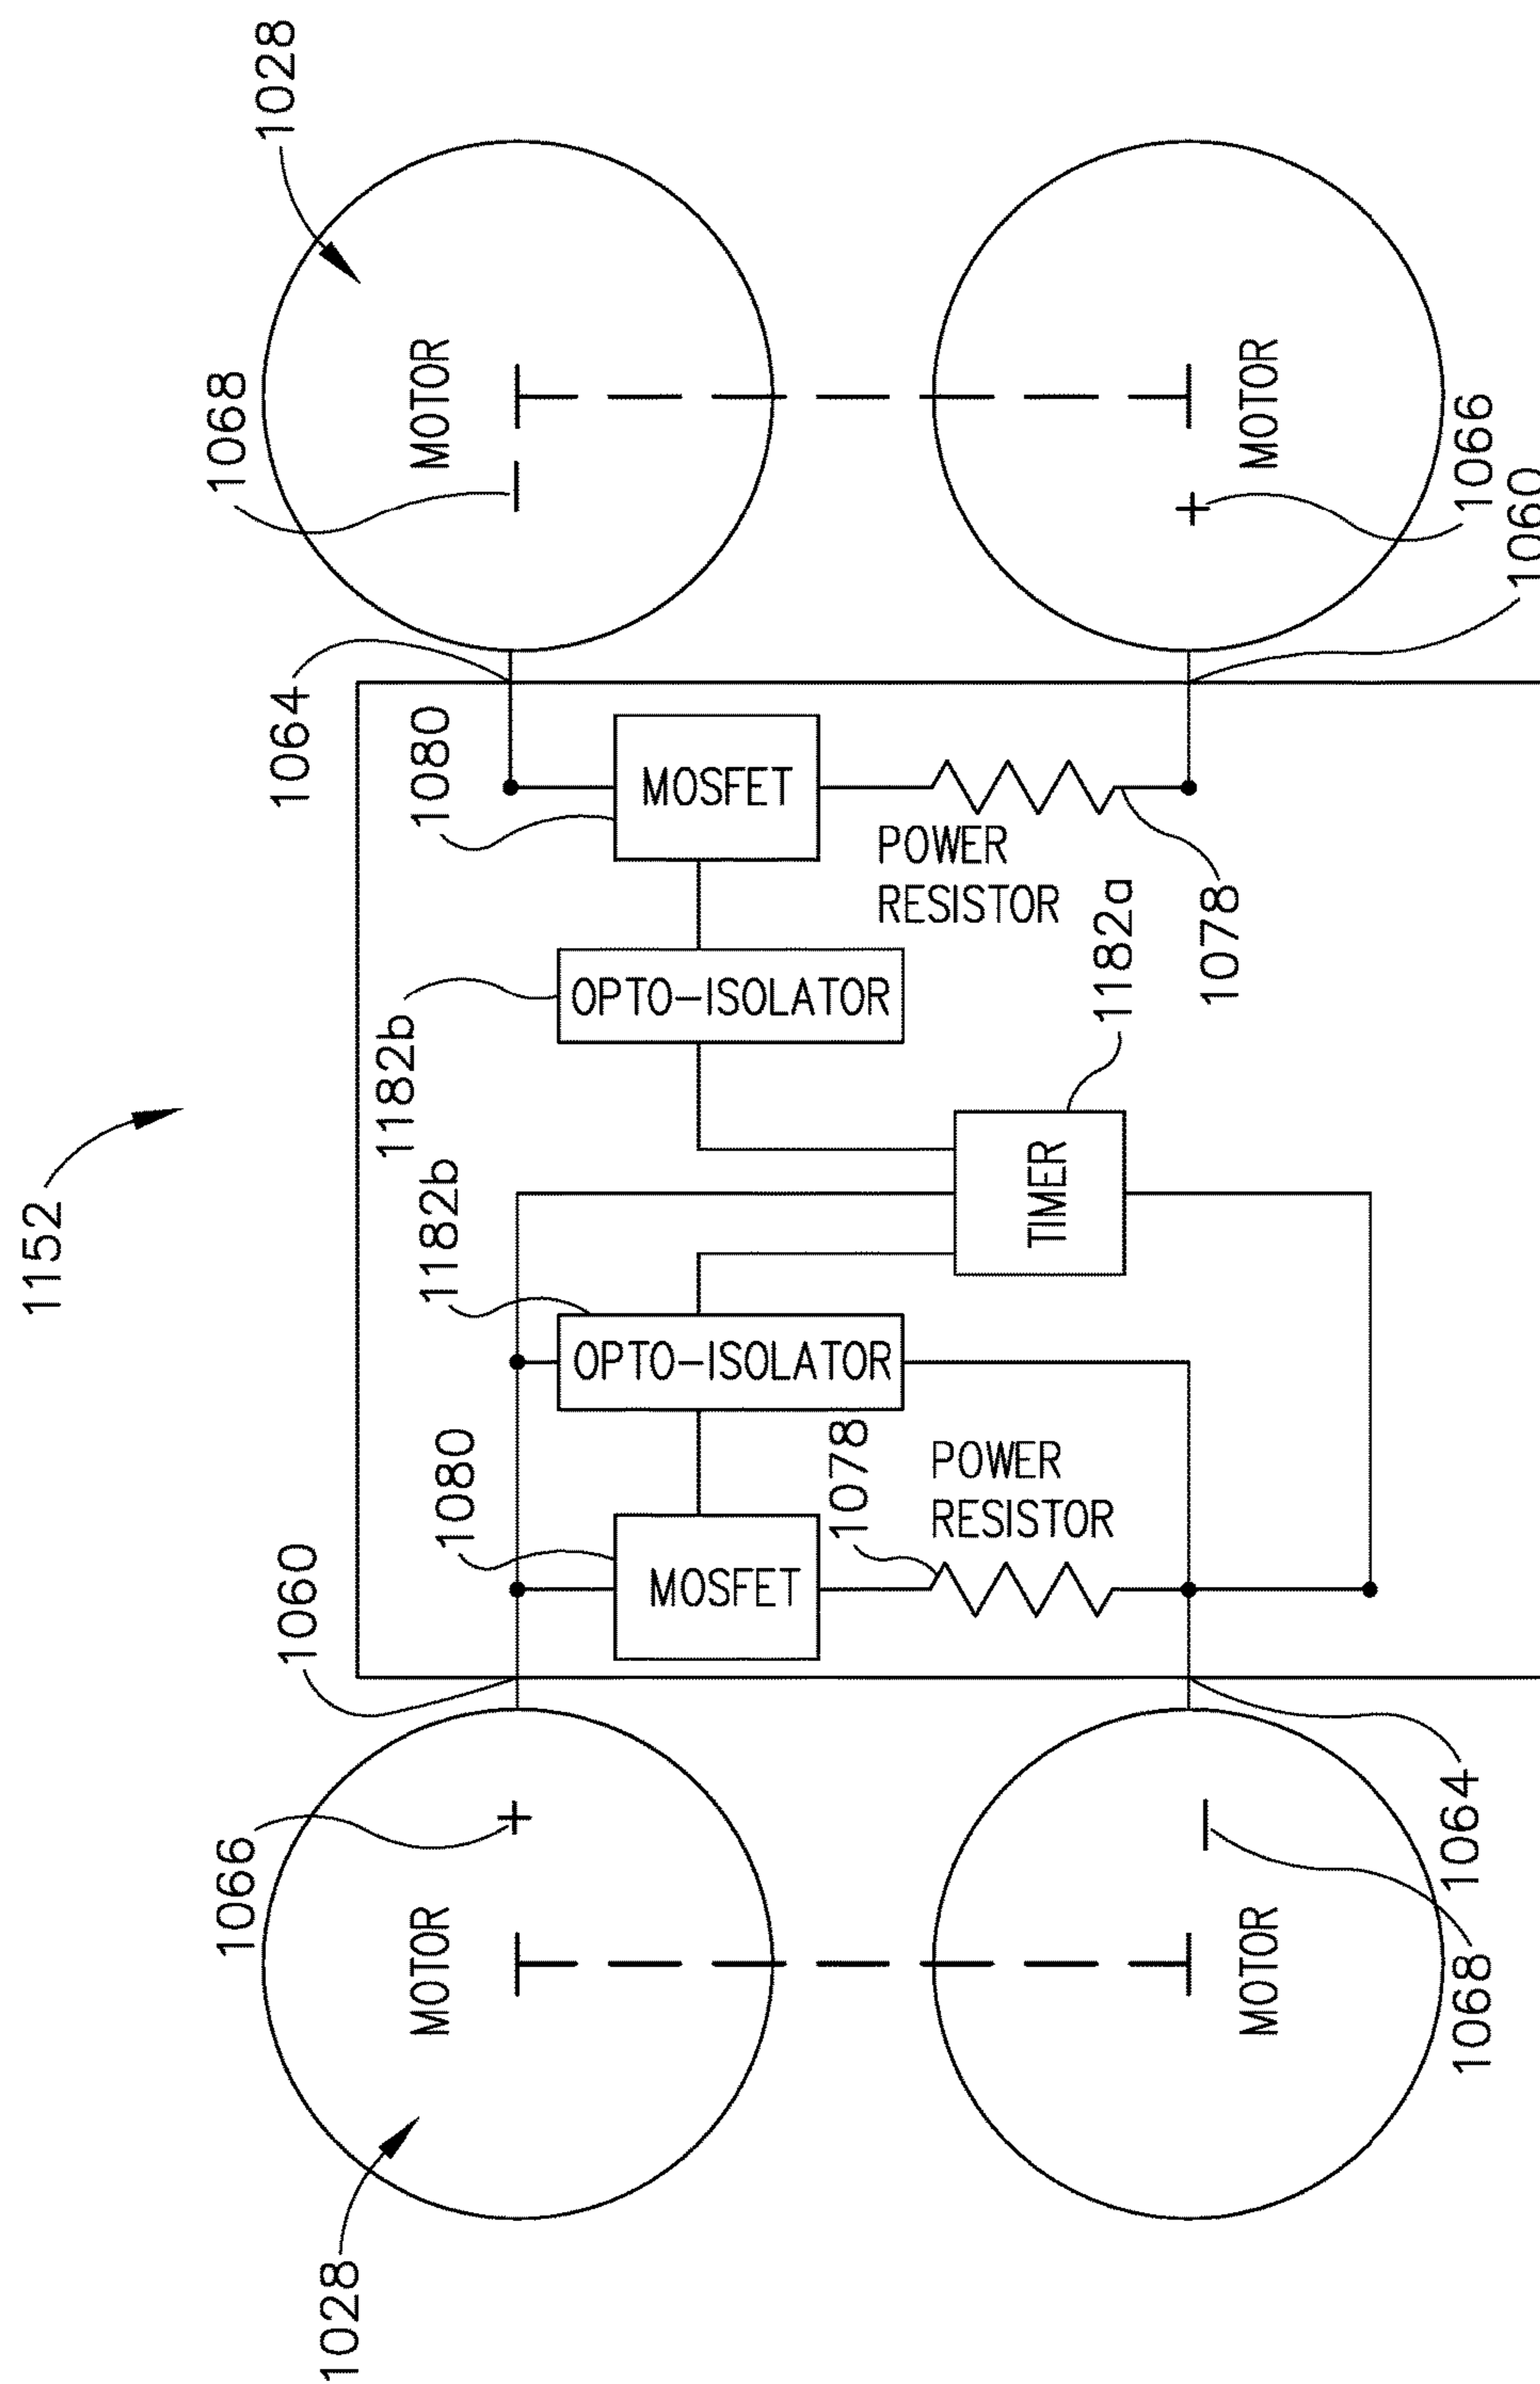 1152
1028
1068
MOTOR
1064
1080
MOSFET
POWER
RESISTOR
1182b
OPTO-ISOLATOR
1078
1182a
MOTOR
1066
1060
1182b
TIMER
OPTO-ISOLATOR
1080
1078
POWER
RESISTOR
MOSFET
1060
1066
MOTOR
1028
1064
1068
MOTOR
+
+